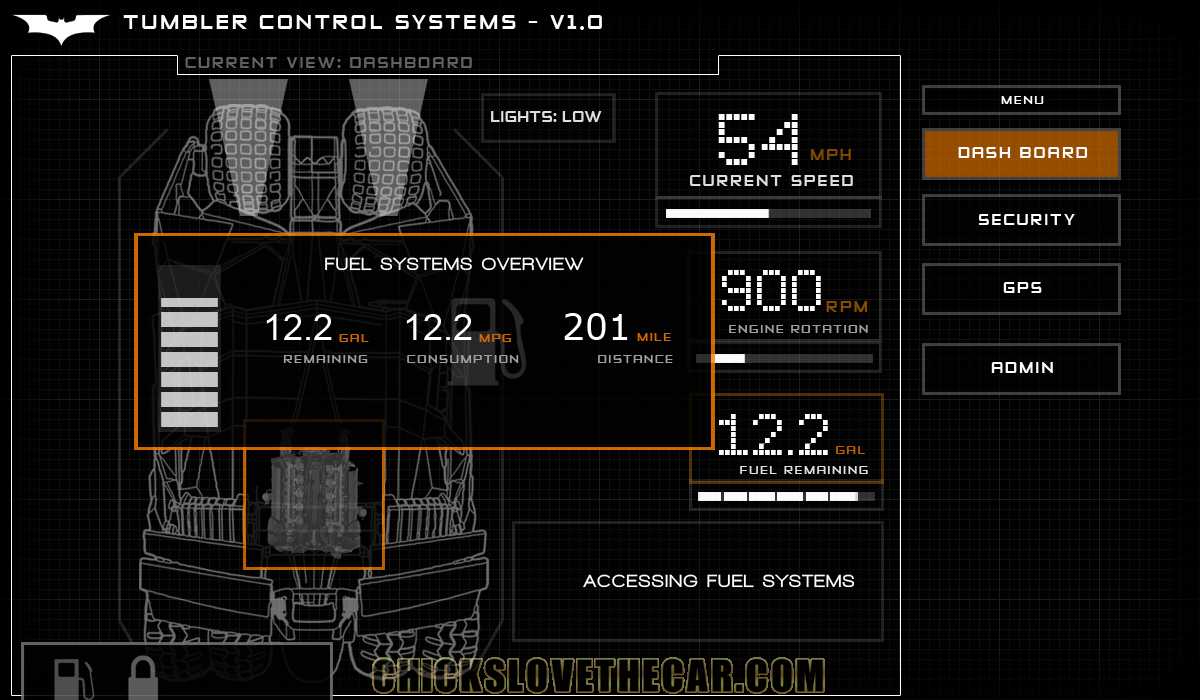 TUMBLER CONTROL SYSTEMS - V1.0
CURRENT VIEW: DASHBOARD
LIGHTS: LOW
54 MPH
CURRENT SPEED
MENU
DASH BOARD
SECURITY
GPS
ADMIN
FUEL SYSTEMS OVERVIEW
12.2 GAL
REMAINING
12.2 MPG
CONSUMPTION
201 MILE
DISTANCE
900 RPM
ENGINE ROTATION
12.2 GAL
FUEL REMAINING
ACCESSING FUEL SYSTEMS
CHICKSLOVETHECAR.COM